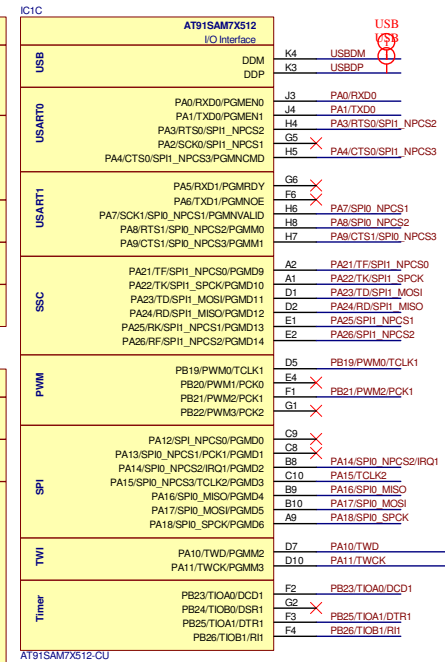 IC1C
AT91SAM7X512
I/O Interface
USB
USB
USB
DDM K4 USBDM
DDP K3 USBDP
USART0
PA0/RXD0/PGMEN0 J3 PA0/RXD0
PA1/TXD0/PGMEN1 J4 PA1/TXD0
PA3/RTS0/SPI1_NPCS2 H4 PA3/RTS0/SPI1_NPCS2
PA2/SCK0/SPI1_NPCS1 G5
PA4/CTS0/SPI1_NPCS3/PGMNCMD H5 PA4/CTS0/SPI1_NPCS3
USART1
PA5/RXD1/PGMRDY G6
PA6/TXD1/PGMNOE F6
PA7/SCK1/SPI0_NPCS1/PGMNVALID H6 PA7/SPI0_NPCS1
PA8/RTS1/SPI0_NPCS2/PGMM0 H8 PA8/SPI0_NPCS2
PA9/CTS1/SPI0_NPCS3/PGMM1 H7 PA9/CTS1/SPI0_NPCS3
SSC
PA21/TF/SPI1_NPCS0/PGMD9 A2 PA21/TF/SPI1_NPCS0
PA22/TK/SPI1_SPCK/PGMD10 A1 PA22/TK/SPI1_SPCK
PA23/TD/SPI1_MOSI/PGMD11 D1 PA23/TD/SPI1_MOSI
PA24/RD/SPI1_MISO/PGMD12 D2 PA24/RD/SPI1_MISO
PA25/RK/SPI1_NPCS1/PGMD13 E1 PA25/SPI1_NPCS1
PA26/RF/SPI1_NPCS2/PGMD14 E2 PA26/SPI1_NPCS2
PWM
PB19/PWM0/TCLK1 D5 PB19/PWM0/TCLK1
PB20/PWM1/PCK0 E4
PB21/PWM2/PCK1 F1 PB21/PWM2/PCK1
PB22/PWM3/PCK2 G1
SPI
PA12/SPI_NPCS0/PGMD0 C9
PA13/SPI0_NPCS1/PCK1/PGMD1 C8
PA14/SPI0_NPCS2/IRQ1/PGMD2 B8 PA14/SPI0_NPCS2/IRQ1
PA15/SPI0_NPCS3/TCLK2/PGMD3 C10 PA15/TCLK2
PA16/SPI0_MISO/PGMD4 B9 PA16/SPI0_MISO
PA17/SPI0_MOSI/PGMD5 B10 PA17/SPI0_MOSI
PA18/SPI0_SPCK/PGMD6 A9 PA18/SPI0_SPCK
TWI
PA10/TWD/PGMM2 D7 PA10/TWD
PA11/TWCK/PGMM3 D10 PA11/TWCK
Timer
PB23/TIOA0/DCD1 F2 PB23/TIOA0/DCD1
PB24/TIOB0/DSR1 G2
PB25/TIOA1/DTR1 F3 PB25/TIOA1/DTR1
PB26/TIOB1/RI1 F4 PB26/TIOB1/RI1
AT91SAM7X512-CU